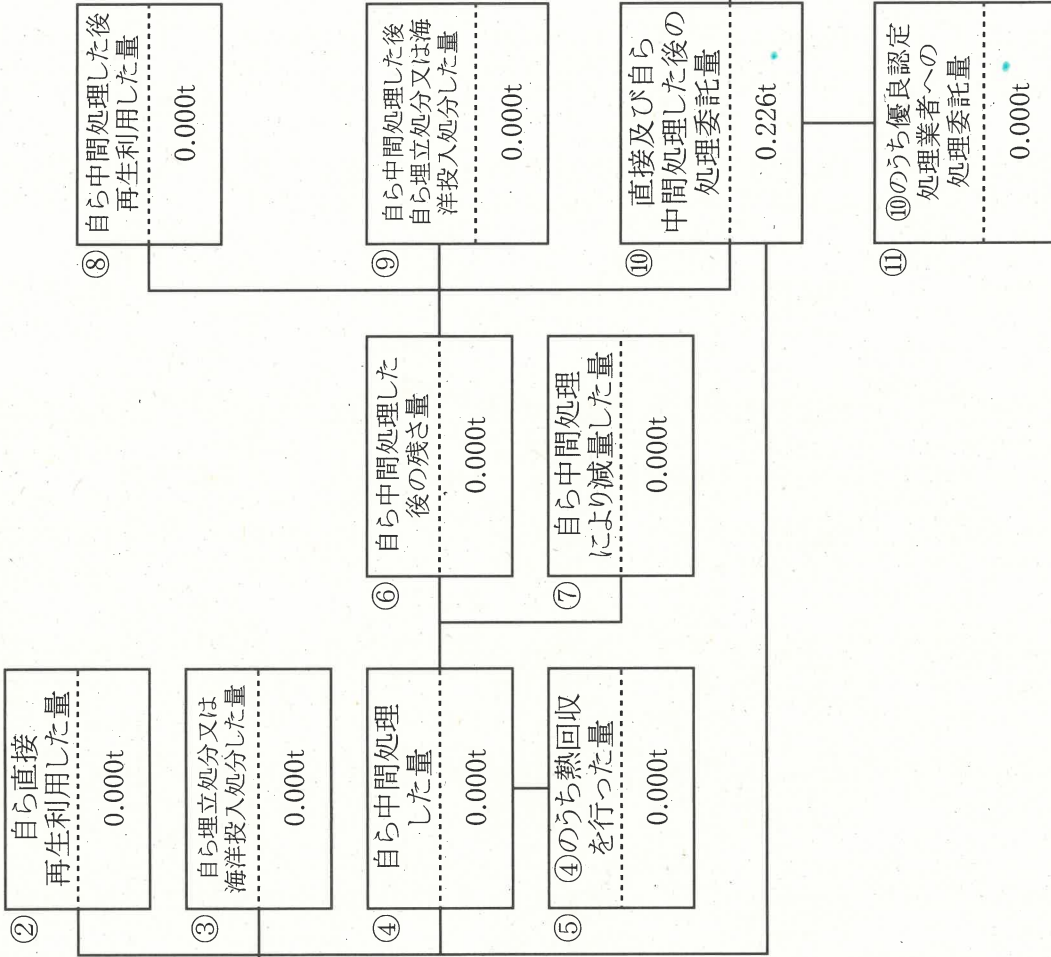 ②
自ら直接
再生利用した量
0.000t
③
自ら埋立処分又は
海洋投入処分した量
0.000t
④
自ら中間処理
した量
0.000t
⑤
④のうち熱回収
を行った量
0.000t
⑥
自ら中間処理した
後の残さ量
0.000t
⑦
自ら中間処理
により減量した量
0.000t
⑧
自ら中間処理した後
再生利用した量
0.000t
⑨
自ら中間処理した後
自ら埋立処分又は海
洋投入処分した量
0.000t
⑩
直接及び自ら
中間処理した後の
処理委託量
0.226t
⑪
⑩のうち優良認定
処理業者への
処理委託量
0.000t